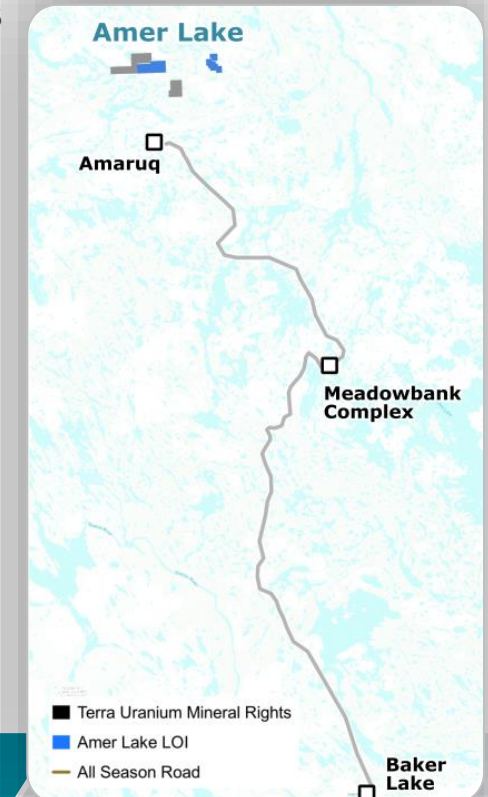 Amer Lake
Amaruq
Meadowbank
Complex
Terra Uranium Mineral Rights
Amer Lake LOI
All Season Road
Baker
Lake